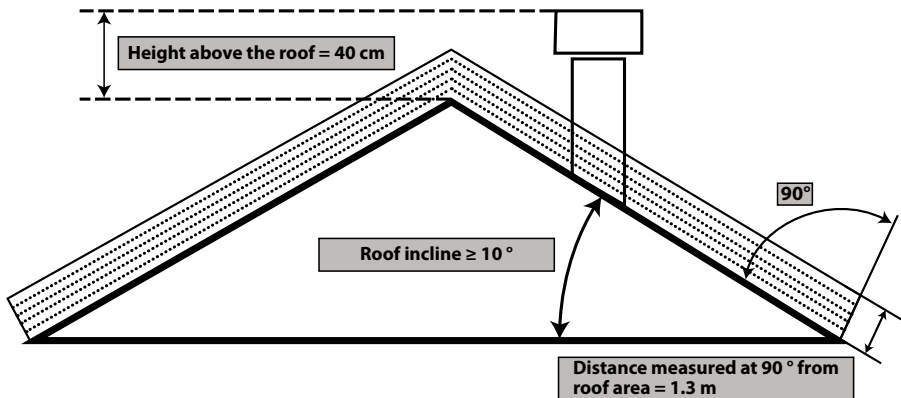 Height above the roof = 40 cm
90°
Roof incline ≥ 10 °
Distance measured at 90 ° from
roof area = 1.3 m